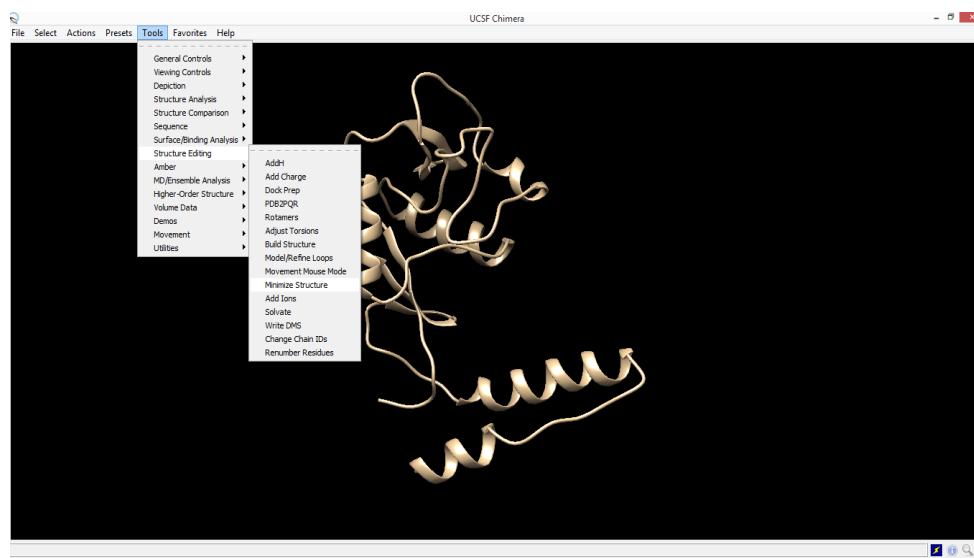 UCSF Chimera
File Select Actions Presets Tools Favorites Help
General Controls
Viewing Controls
Depiction
Structure Analysis
Structure Comparison
Sequence
Surface/Binding Analysis
Structure Editing
Amber
MD/Ensemble Analysis
Higher-Order Structure
Volume Data
Demos
Movement
Utilities
AddH
Add Charge
Dock Prep
PDB2PQR
Rotamers
Adjust Torsions
Build Structure
Model/Refine Loops
Movement Mouse Mode
Minimize Structure
Add Ions
Solvate
Write DMS
Change Chain IDs
Renumber Residues